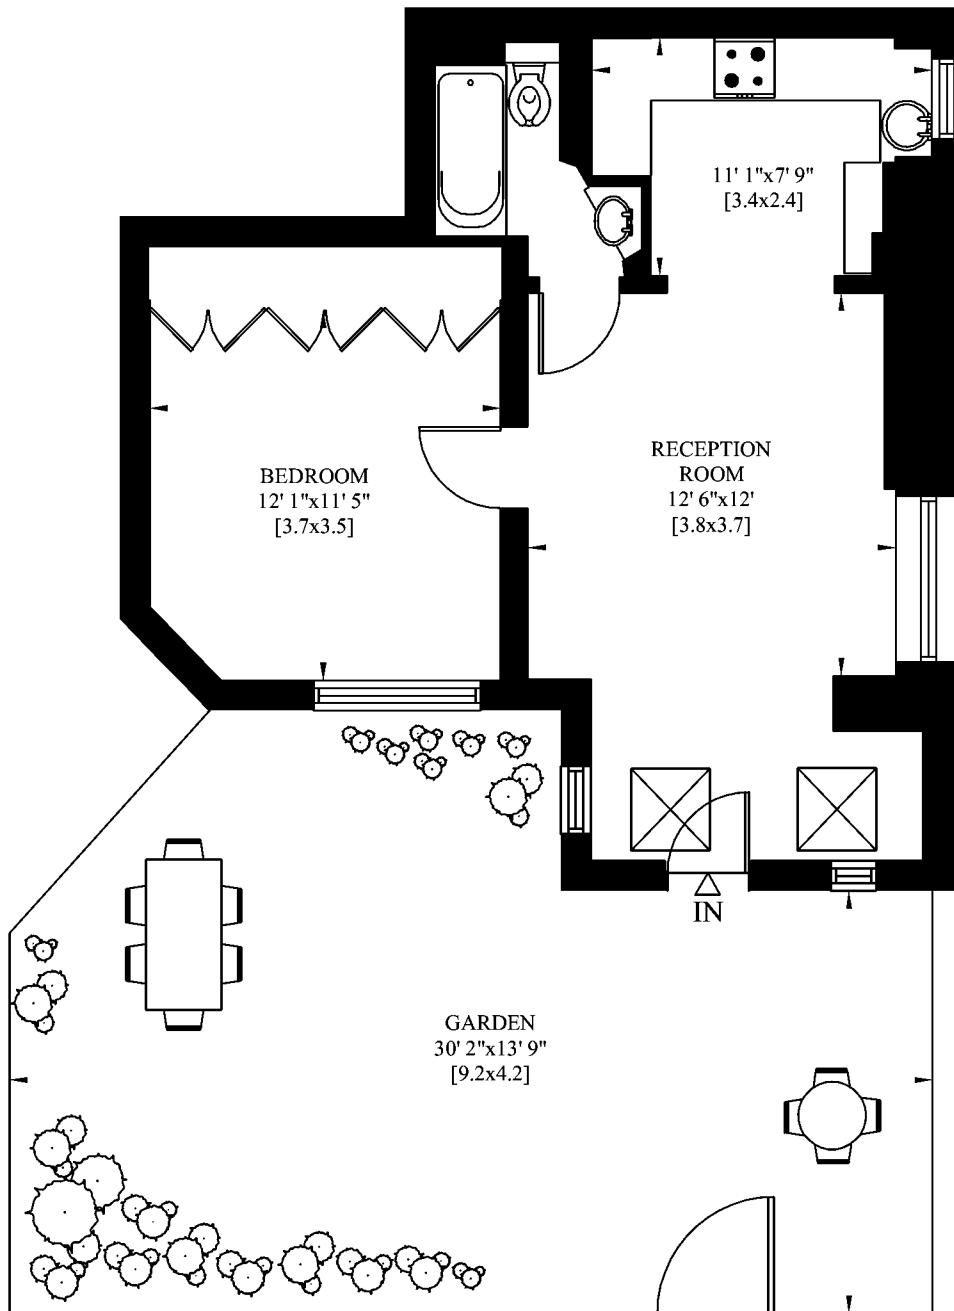 11' 1"x7' 9"
[3.4x2.4]
RECEPTION
ROOM
12' 6"x12'
[3.8x3.7]
BEDROOM
12' 1"x11' 5"
[3.7x3.5]
IN
GARDEN
30' 2"x13' 9"
[9.2x4.2]